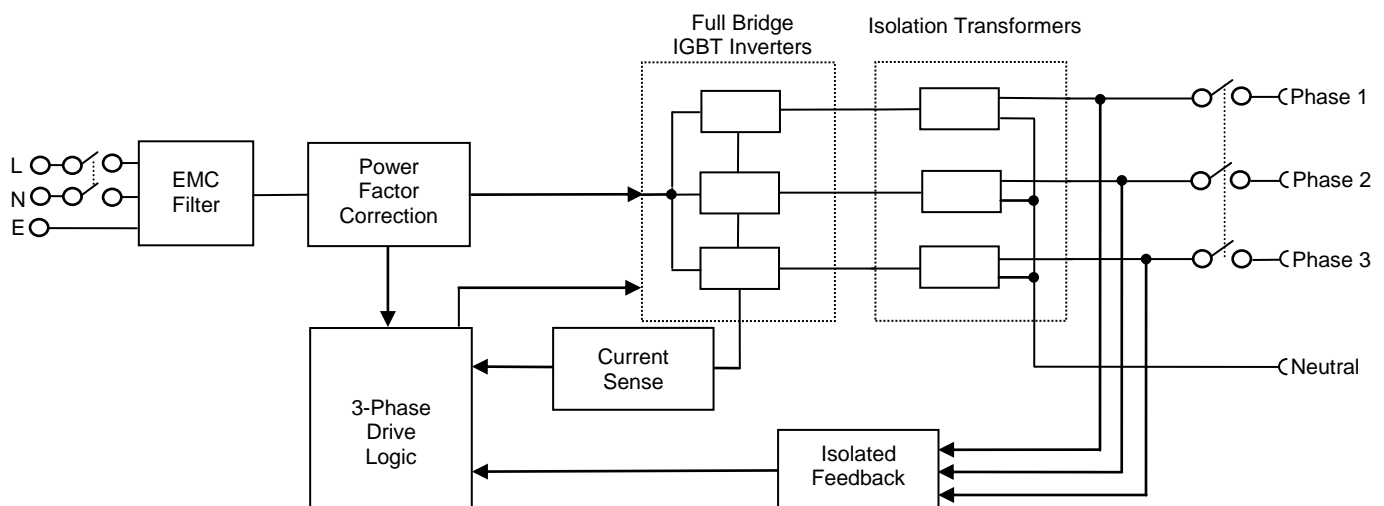 Full Bridge
IGBT Inverters
Isolation Transformers
Phase 1
L
N
E
EMC
Filter
Power
Factor
Correction
Phase 2
Phase 3
3-Phase
Drive
Logic
Current
Sense
Neutral
Isolated
Feedback